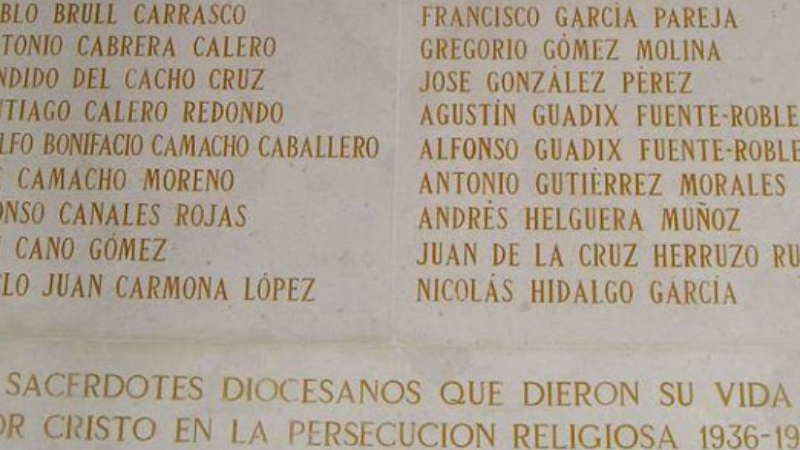 BLO BRULL CARRASCO
TONIO CABRERA CALERO
NDIDO DEL CACHO CRUZ
TIAGO CALERO REDONDO
LFO BONIFACIO CAMACHO CABALLERO
CAMACHO MORENO
ONSO CANALES ROJAS
CANO GÓMEZ
LO JUAN CARMONA LÓPEZ
FRANCISCO GARCÍA PAREJA
GREGORIO GÓMEZ MOLINA
JOSE GONZÁLEZ PÉREZ
AGUSTÍN GUADIX FUENTE-ROBLE
ALFONSO GUADIX FUENTE-ROBLE
ANTONIO GUTIÉRREZ MORALES
ANDRÉS HELGUERA MUÑOZ
JUAN DE LA CRUZ HERRUZO RU
NICOLÁS HIDALGO GARCÍA
SACERDOTES DIOCESANOS QUE DIERON SU VIDA
OR CRISTO EN LA PERSECUCION RELIGIOSA 1936-19